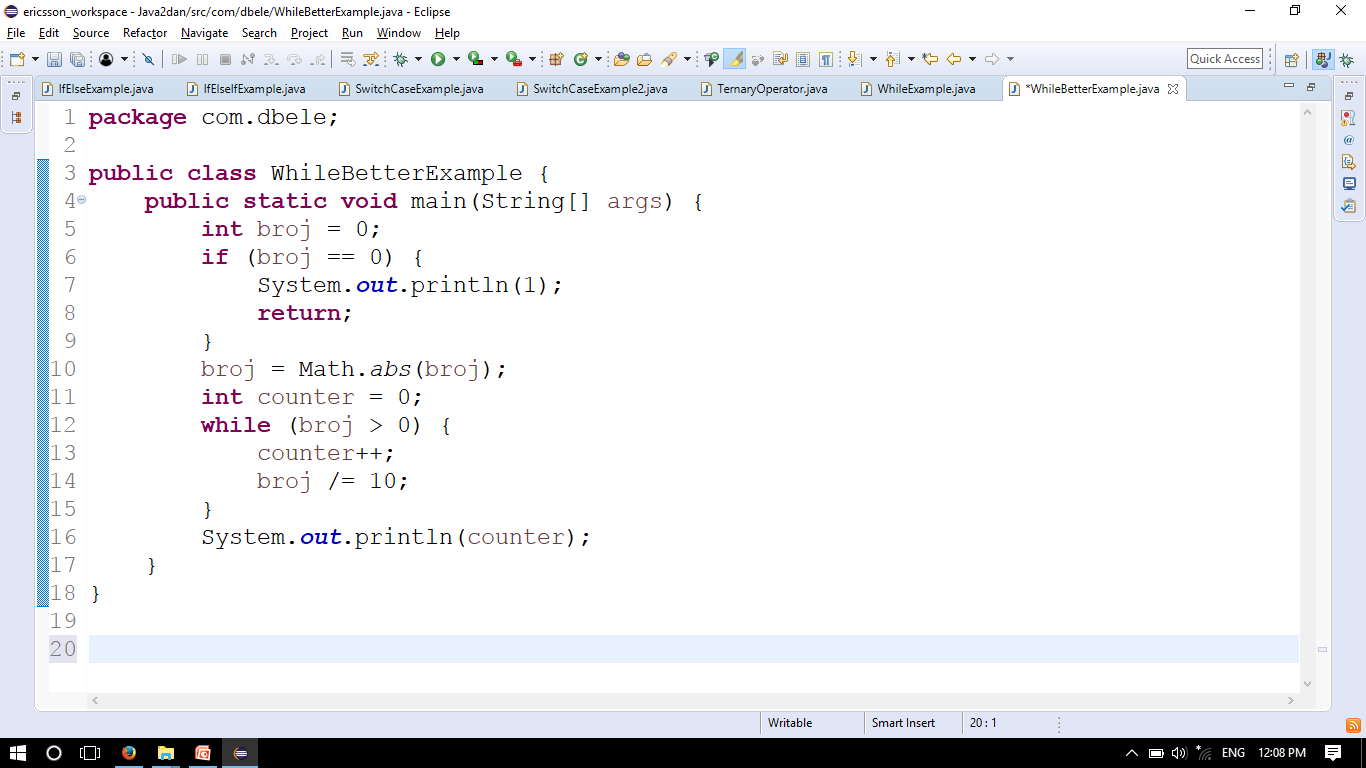 ericsson_workspace - Java2dan/src/com/dbele/WhileBetterExample.java - Eclipse
File Edit Source Refactor Navigate Search Project Run Window Help
Quick Access
IfElseExample.java IfElseIfExample.java SwitchCaseExample.java SwitchCaseExample2.java TernaryOperator.java WhileExample.java *WhileBetterExample.java
1 package com.dbele;
2
3 public class WhileBetterExample {
4     public static void main(String[] args) {
5         int broj = 0;
6         if (broj == 0) {
7             System.out.println(1);
8             return;
9         }
10         broj = Math.abs(broj);
11         int counter = 0;
12         while (broj > 0) {
13             counter++;
14             broj /= 10;
15         }
16         System.out.println(counter);
17     }
18 }
19
20
Writable Smart Insert 20 : 1
ENG 12:08 PM